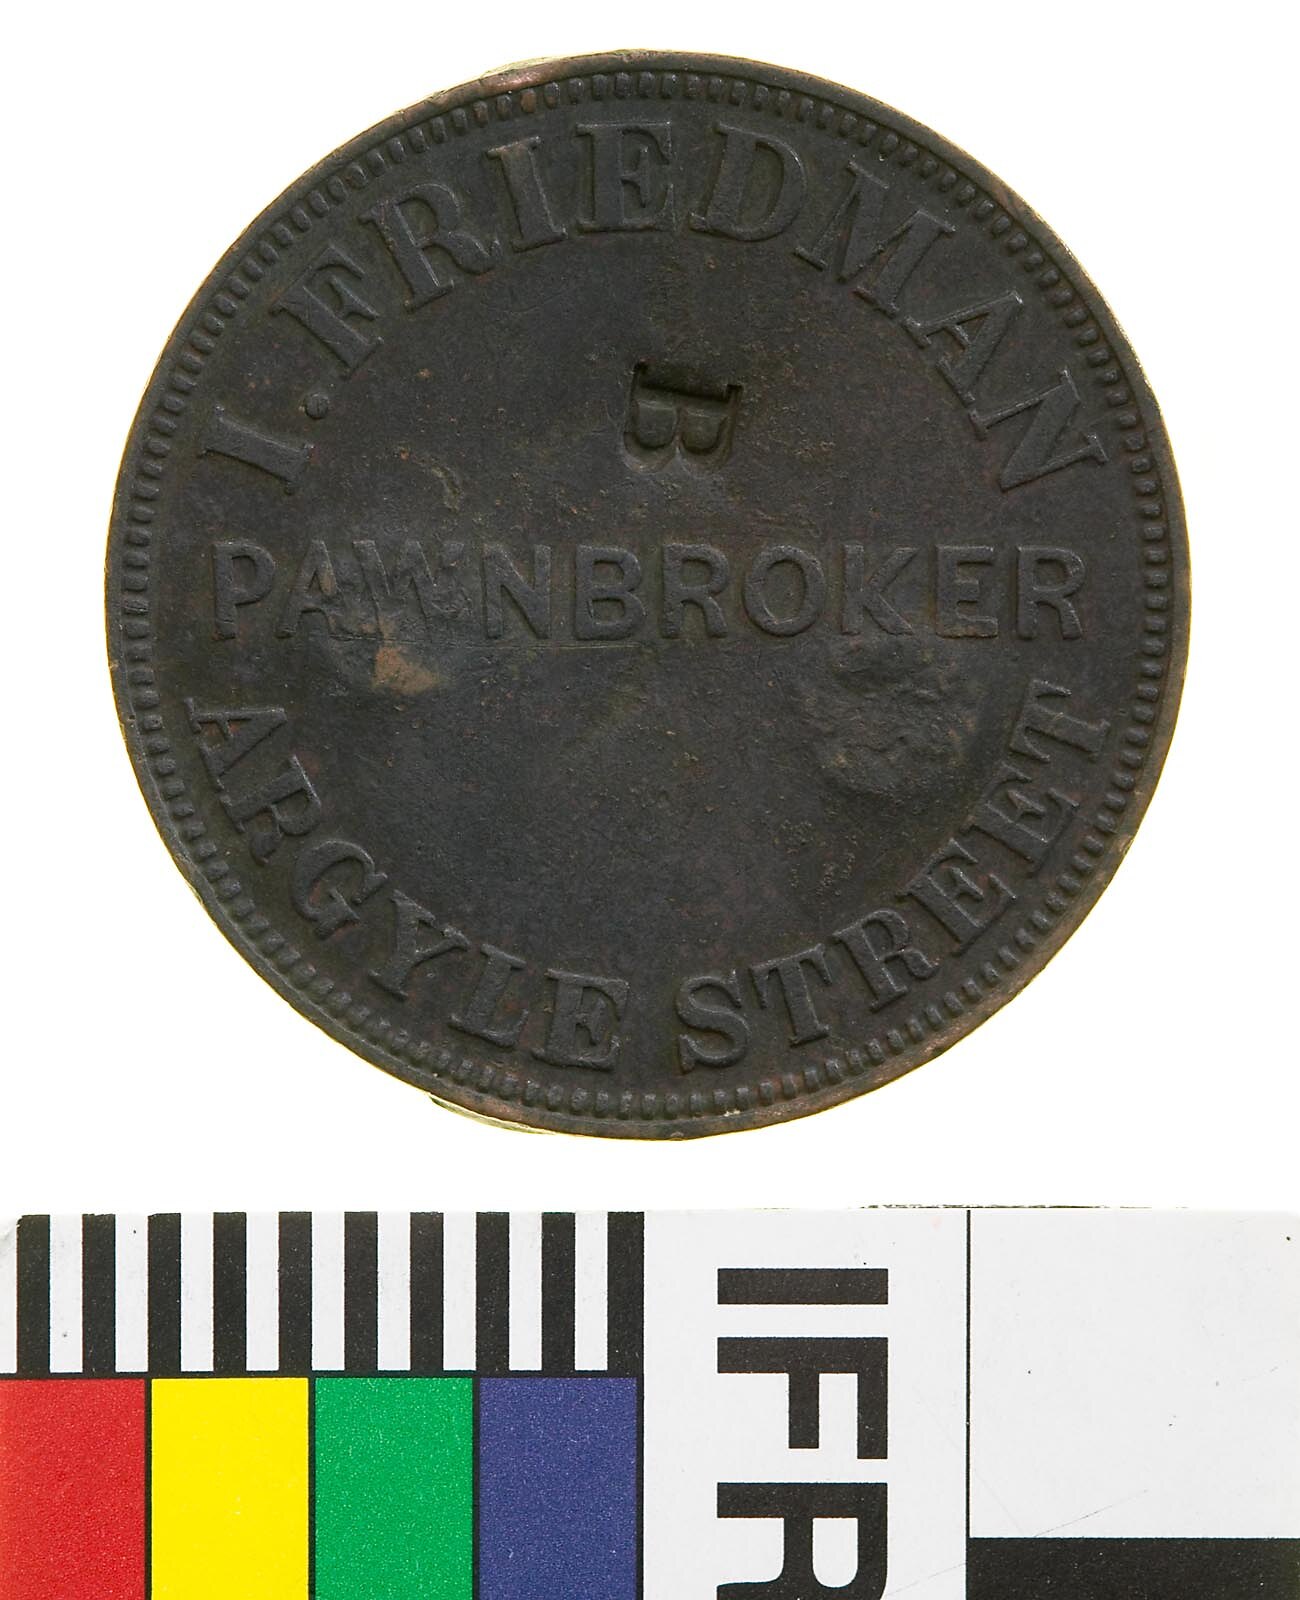 I. FRIEDMAN
B
PAWNBROKER
ARGYLE STREET
IFR